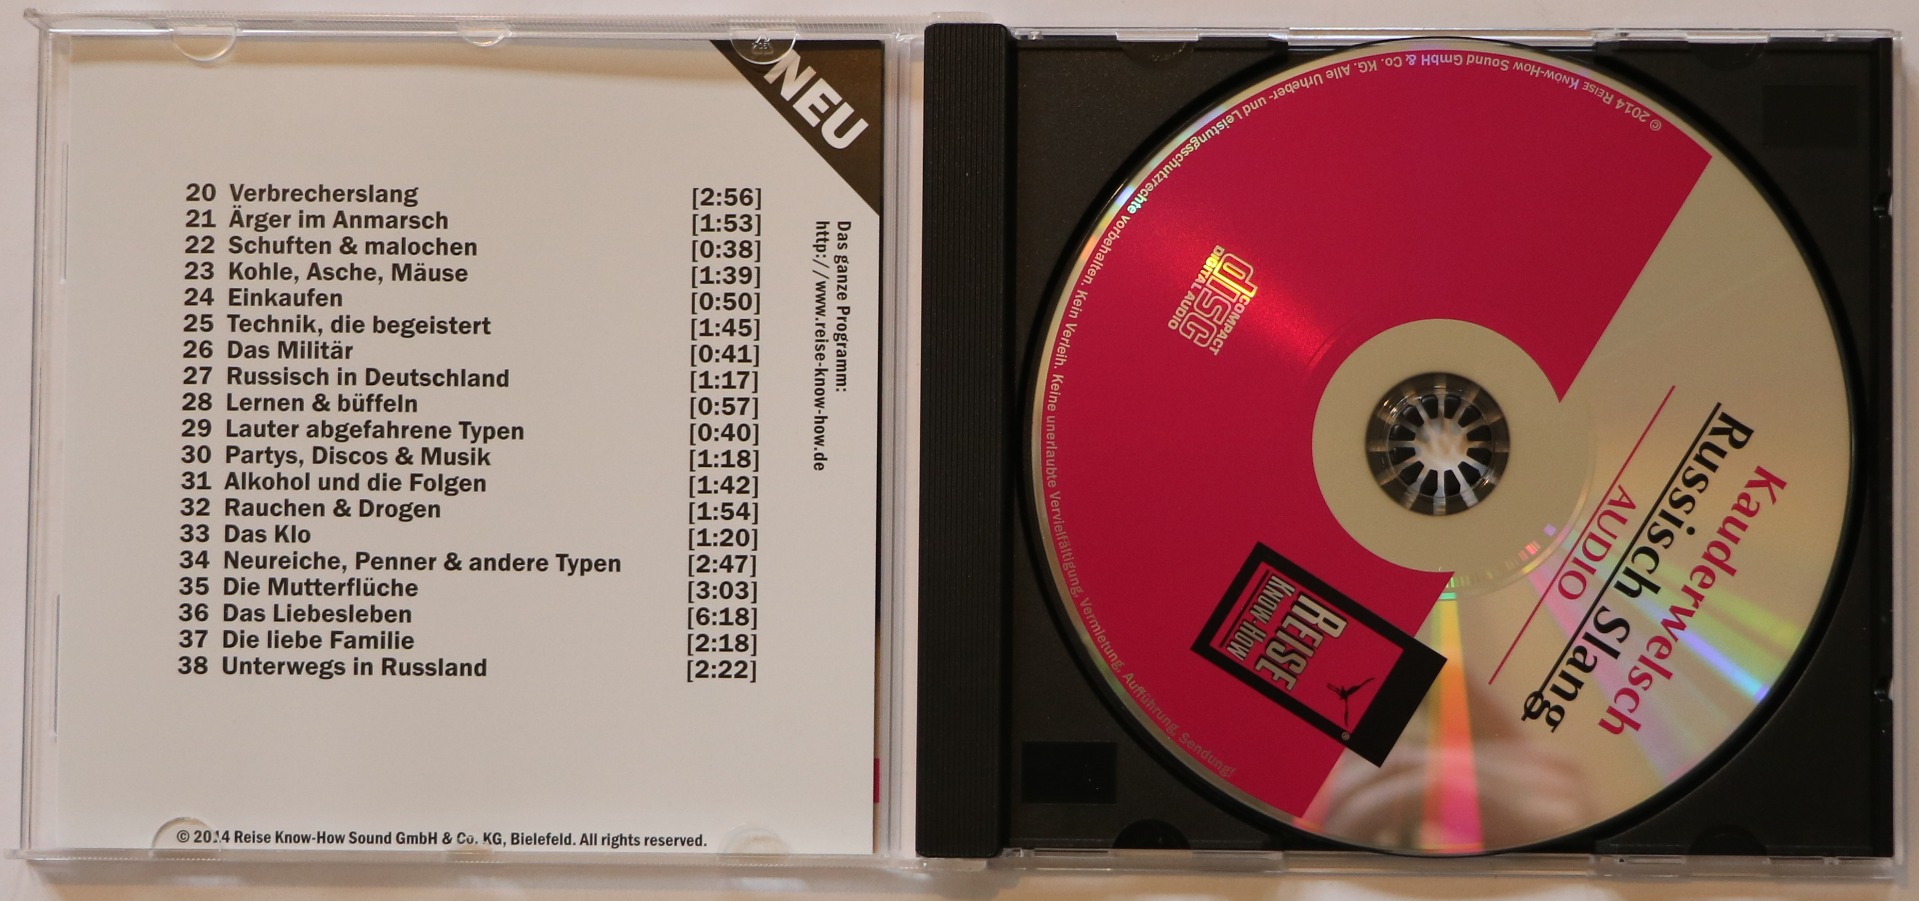 NEU
20 Verbrecherslang [2:56]
21 Ärger im Anmarsch [1:53]
22 Schuften & malochen [0:38]
23 Kohle, Asche, Mäuse [1:39]
24 Einkaufen [0:50]
25 Technik, die begeistert [1:45]
26 Das Militär [0:41]
27 Russisch in Deutschland [1:17]
28 Lernen & büffeln [0:57]
29 Lauter abgefahrene Typen [0:40]
30 Partys, Discos & Musik [1:18]
31 Alkohol und die Folgen [1:42]
32 Rauchen & Drogen [1:54]
33 Das Klo [1:20]
34 Neureiche, Penner & andere Typen [2:47]
35 Die Mutterflüche [3:03]
36 Das Liebesleben [6:18]
37 Die liebe Familie [2:18]
38 Unterwegs in Russland [2:22]
Das ganze Programm:
http://www.reise-know-how.de
© 2014 Reise Know-How Sound GmbH & Co. KG, Bielefeld. All rights reserved.
Kauderwelsch
Russisch Slang
AUDIO
COMPACT
disc
DIGITAL AUDIO
REISE
KNOW-HOW
®
© 2014 REISE KNOW-HOW Sound GmbH & Co. KG. Alle Urheber- und Leistungsschutzrechte vorbehalten. Kein Verleih. Keine unerlaubte Vervielfältigung, Vermietung, Aufführung, Sendung!